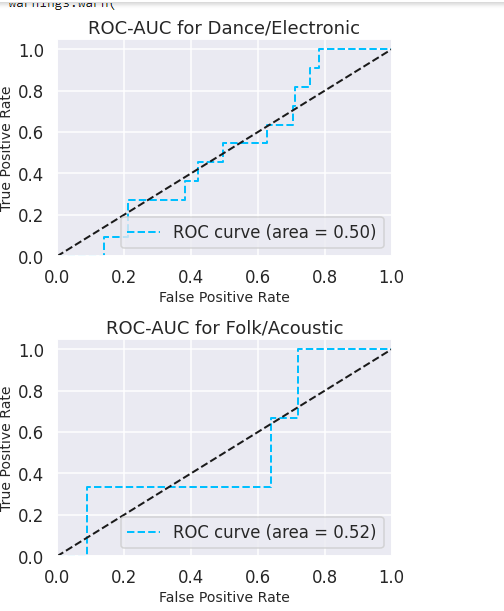 warnings.warn(
ROC-AUC for Dance/Electronic
True Positive Rate
1.0
0.8
0.6
0.4
0.2
0.0
ROC curve (area = 0.50)
0.0 0.2 0.4 0.6 0.8 1.0
False Positive Rate
ROC-AUC for Folk/Acoustic
True Positive Rate
1.0
0.8
0.6
0.4
0.2
0.0
ROC curve (area = 0.52)
0.0 0.2 0.4 0.6 0.8 1.0
False Positive Rate